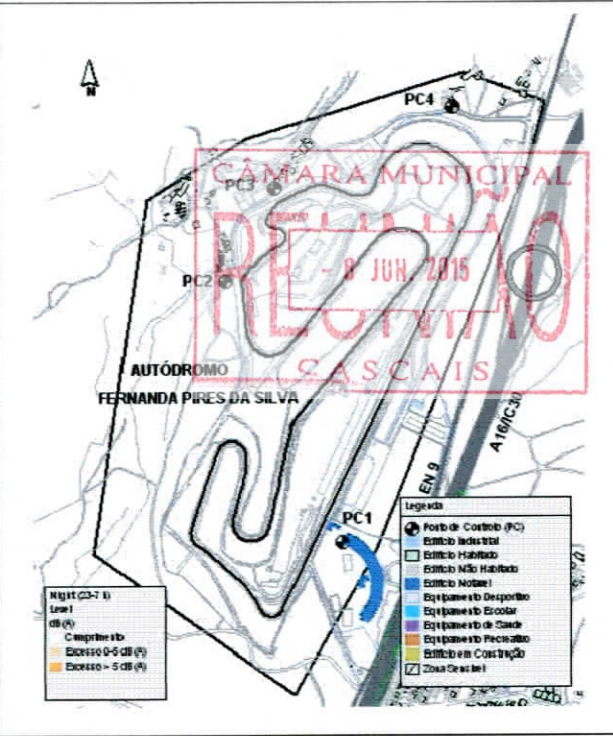 N
PC4
CÂMARA MUNICIPAL
PC3
REUNIÃO
- 8 JUN. 2015
PC2
CASCAIS
AUTÓDROMO
FERNANDA PIRES DA SILVA
A16/IC30
EN 9
PC1
Legenda
Ponto de Controlo (PC)
Edifício Industrial
Edifício Habitado
Edifício Não Habitado
Edifício Notável
Equipamento Desportivo
Equipamento Escolar
Equipamento de Saúde
Equipamento Recreativo
Edifício em Construção
Zona Sensível
Night (23-7 h)
Level
dB(A)
Cumprimento
Excesso 0-5 dB(A)
Excesso > 5 dB(A)